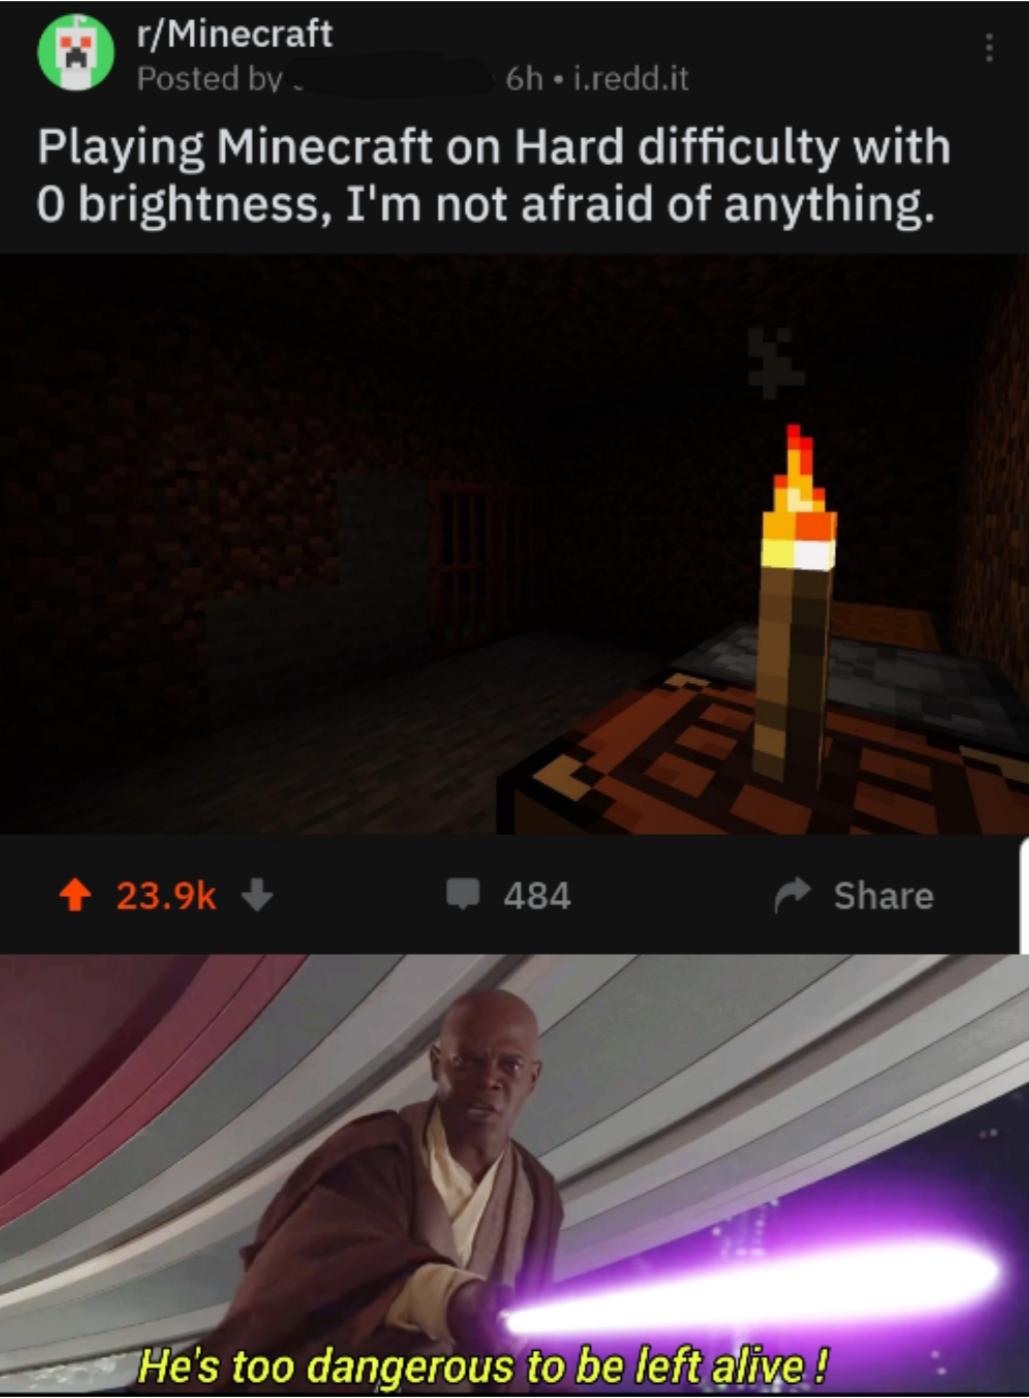 r/Minecraft
Posted by 6h • i.redd.it
Playing Minecraft on Hard difficulty with
0 brightness, I'm not afraid of anything.
23.9k 484 Share
He's too dangerous to be left alive !